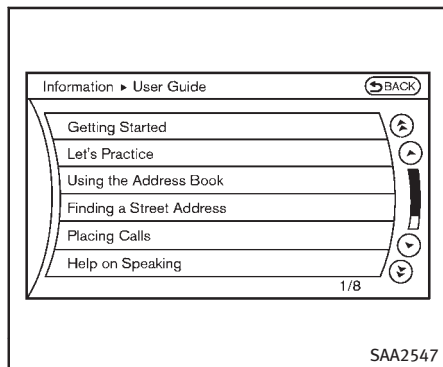 Information ▸ User Guide
BACK
Getting Started
Let's Practice
Using the Address Book
Finding a Street Address
Placing Calls
Help on Speaking
1/8
SAA2547